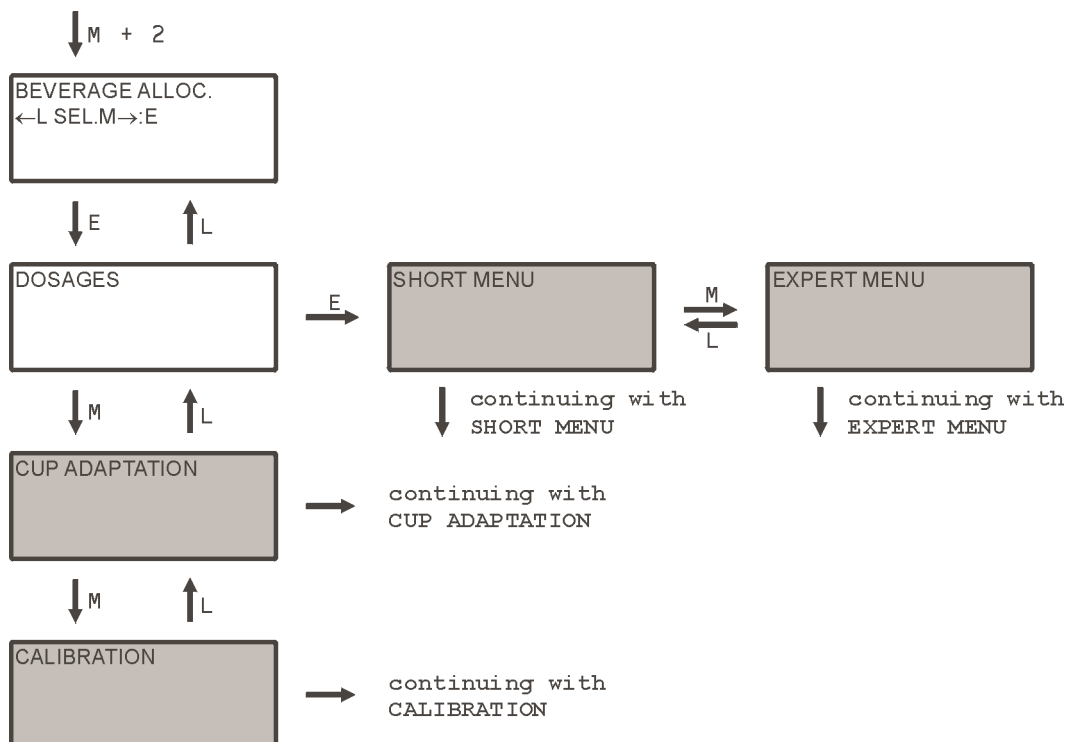 M + 2
BEVERAGE ALLOC.
←L SEL.M→:E
E
L
DOSAGES
E
SHORT MENU
M
L
EXPERT MENU
M
L
continuing with
SHORT MENU
continuing with
EXPERT MENU
CUP ADAPTATION
continuing with
CUP ADAPTATION
M
L
CALIBRATION
continuing with
CALIBRATION